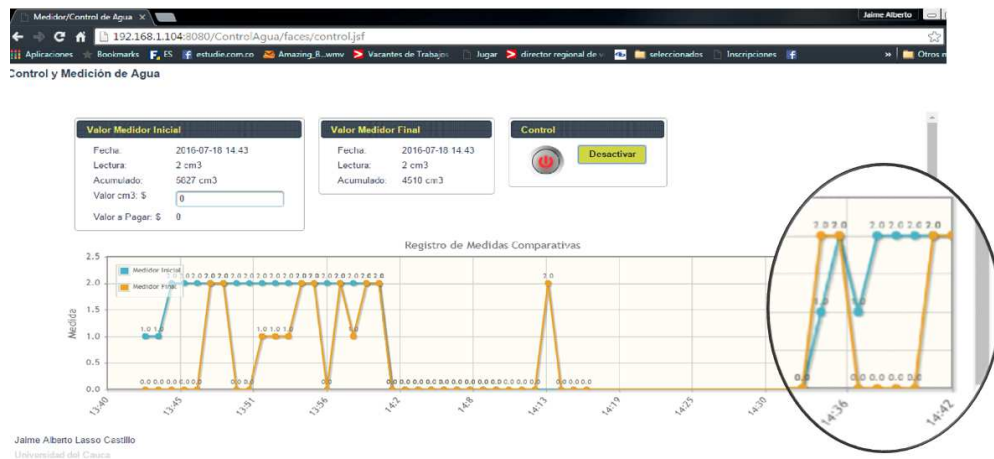 Medidor/Control de Agua ×
Jaime Alberto
192.168.1.104:8080/ControlAgua/faces/control.jsf
Aplicaciones Bookmarks ES estudie.com.co Amazing_B...wmv Vacantes de Trabajo Jugar director regional de v seleccionados Inscripciones » Otros m
Control y Medición de Agua
Valor Medidor Inicial
Fecha: 2016-07-18 14:43
Lectura: 2 cm3
Acumulado: 5827 cm3
Valor cm3: $ 0
Valor a Pagar: $ 0
Valor Medidor Final
Fecha: 2016-07-18 14:43
Lectura: 2 cm3
Acumulado: 4510 cm3
Control
Desactivar
Registro de Medidas Comparativas
Medidor Inicial
Medidor Final
Medida
2.5
2.0
1.5
1.0
0.5
0.0
13:40 13:45 13:51 13:56 14:2 14:8 14:13 14:19 14:25 14:30 14:36 14:42
Jaime Alberto Lasso Castillo
Universidad del Cauca